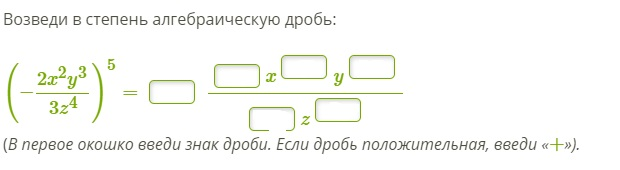 Возведи в степень алгебраическую дробь:
(−2x²y³/3z⁴)⁵ = x y / z
(В первое окошко введи знак дроби. Если дробь положительная, введи «+»).